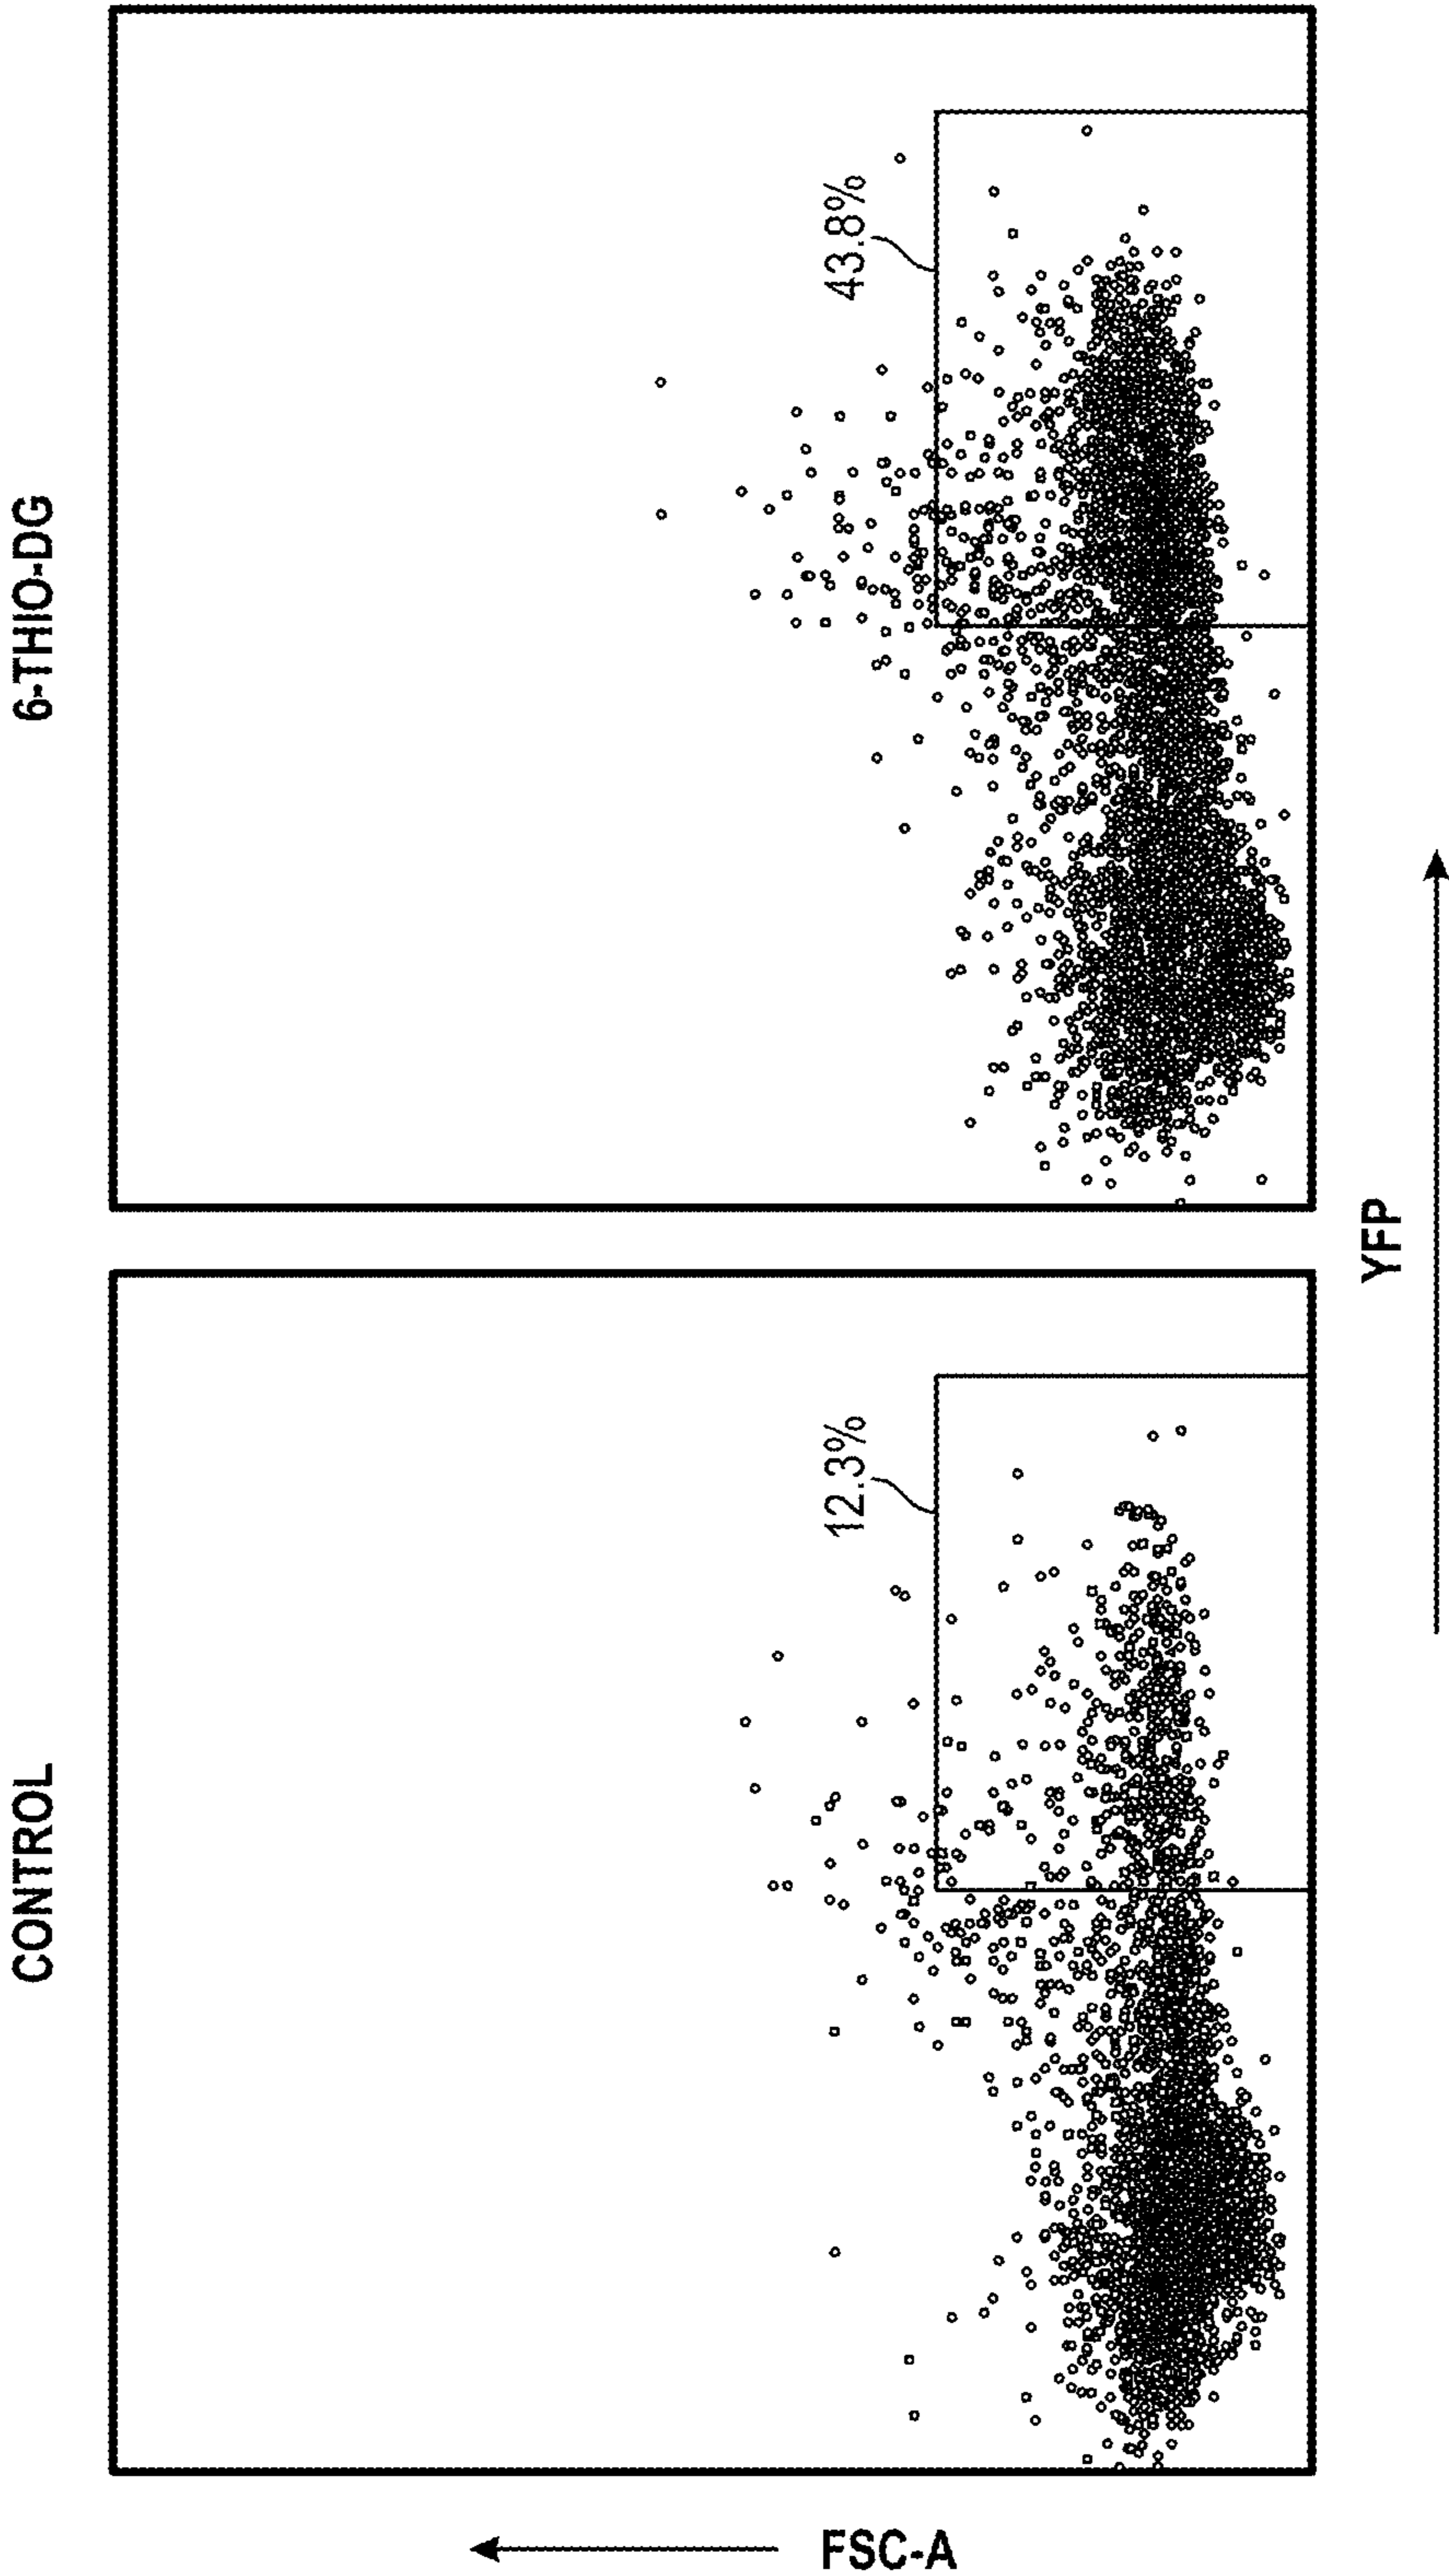 CONTROL
6-THIO-DG
12.3%
43.8%
FSC-A
YFP